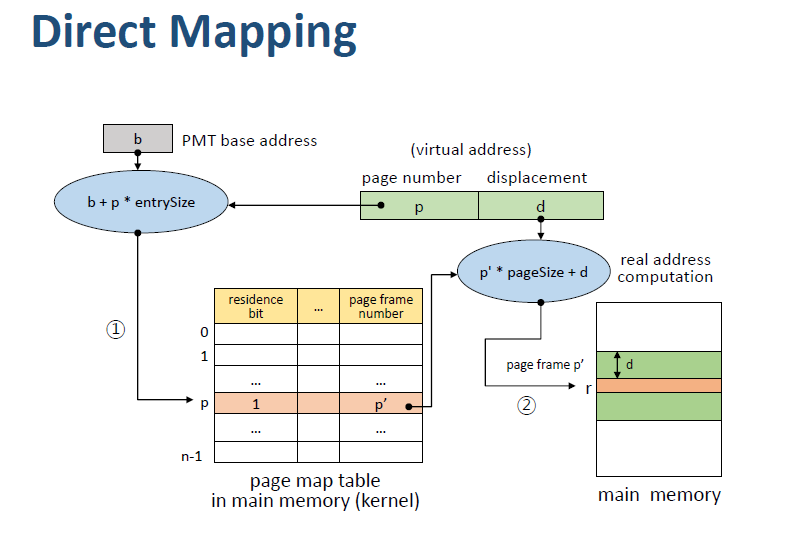 Direct Mapping
b
PMT base address
(virtual address)
page number
displacement
b + p * entrySize
p
d
p' * pageSize + d
real address
computation
residence
bit
...
page frame
number
①
0
1
...
...
p
1
p’
...
...
n-1
page frame p’
d
r
②
page map table
in main memory (kernel)
main memory